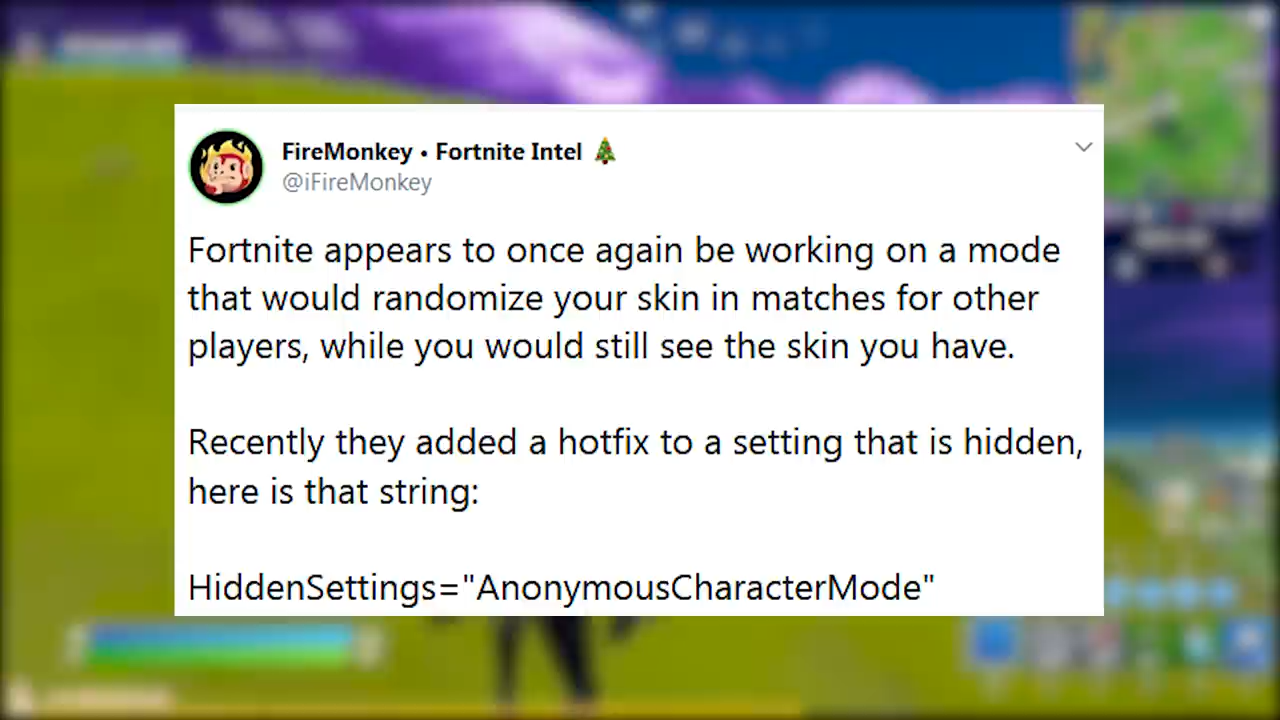 FireMonkey • Fortnite Intel 🎄
@iFireMonkey
Fortnite appears to once again be working on a mode
that would randomize your skin in matches for other
players, while you would still see the skin you have.
Recently they added a hotfix to a setting that is hidden,
here is that string:
HiddenSettings="AnonymousCharacterMode"